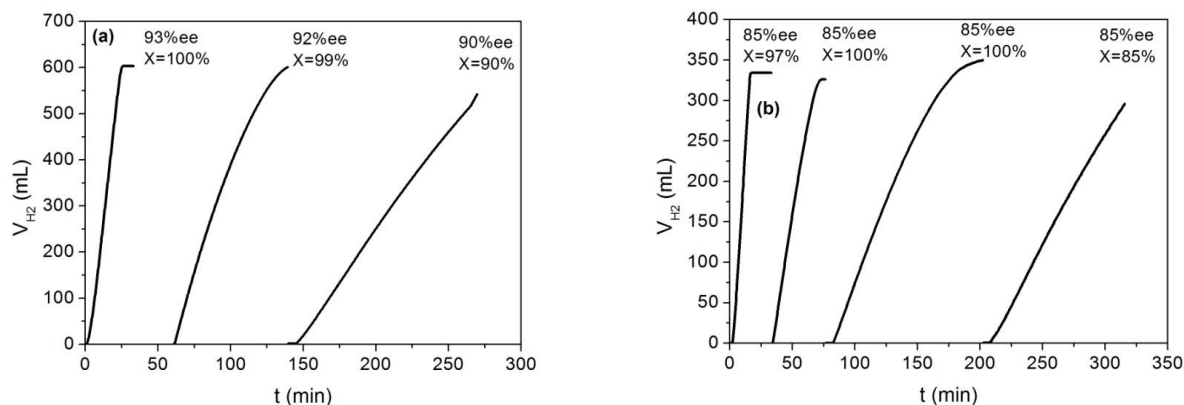 (a)
93%ee
X=100%
92%ee
X=99%
90%ee
X=90%
700
600
500
400
300
200
100
0
V_H2 (mL)
0 50 100 150 200 250 300
t (min)
(b)
85%ee
X=97%
85%ee
X=100%
85%ee
X=100%
85%ee
X=85%
400
350
300
250
200
150
100
50
0
V_H2 (mL)
0 50 100 150 200 250 300 350
t (min)